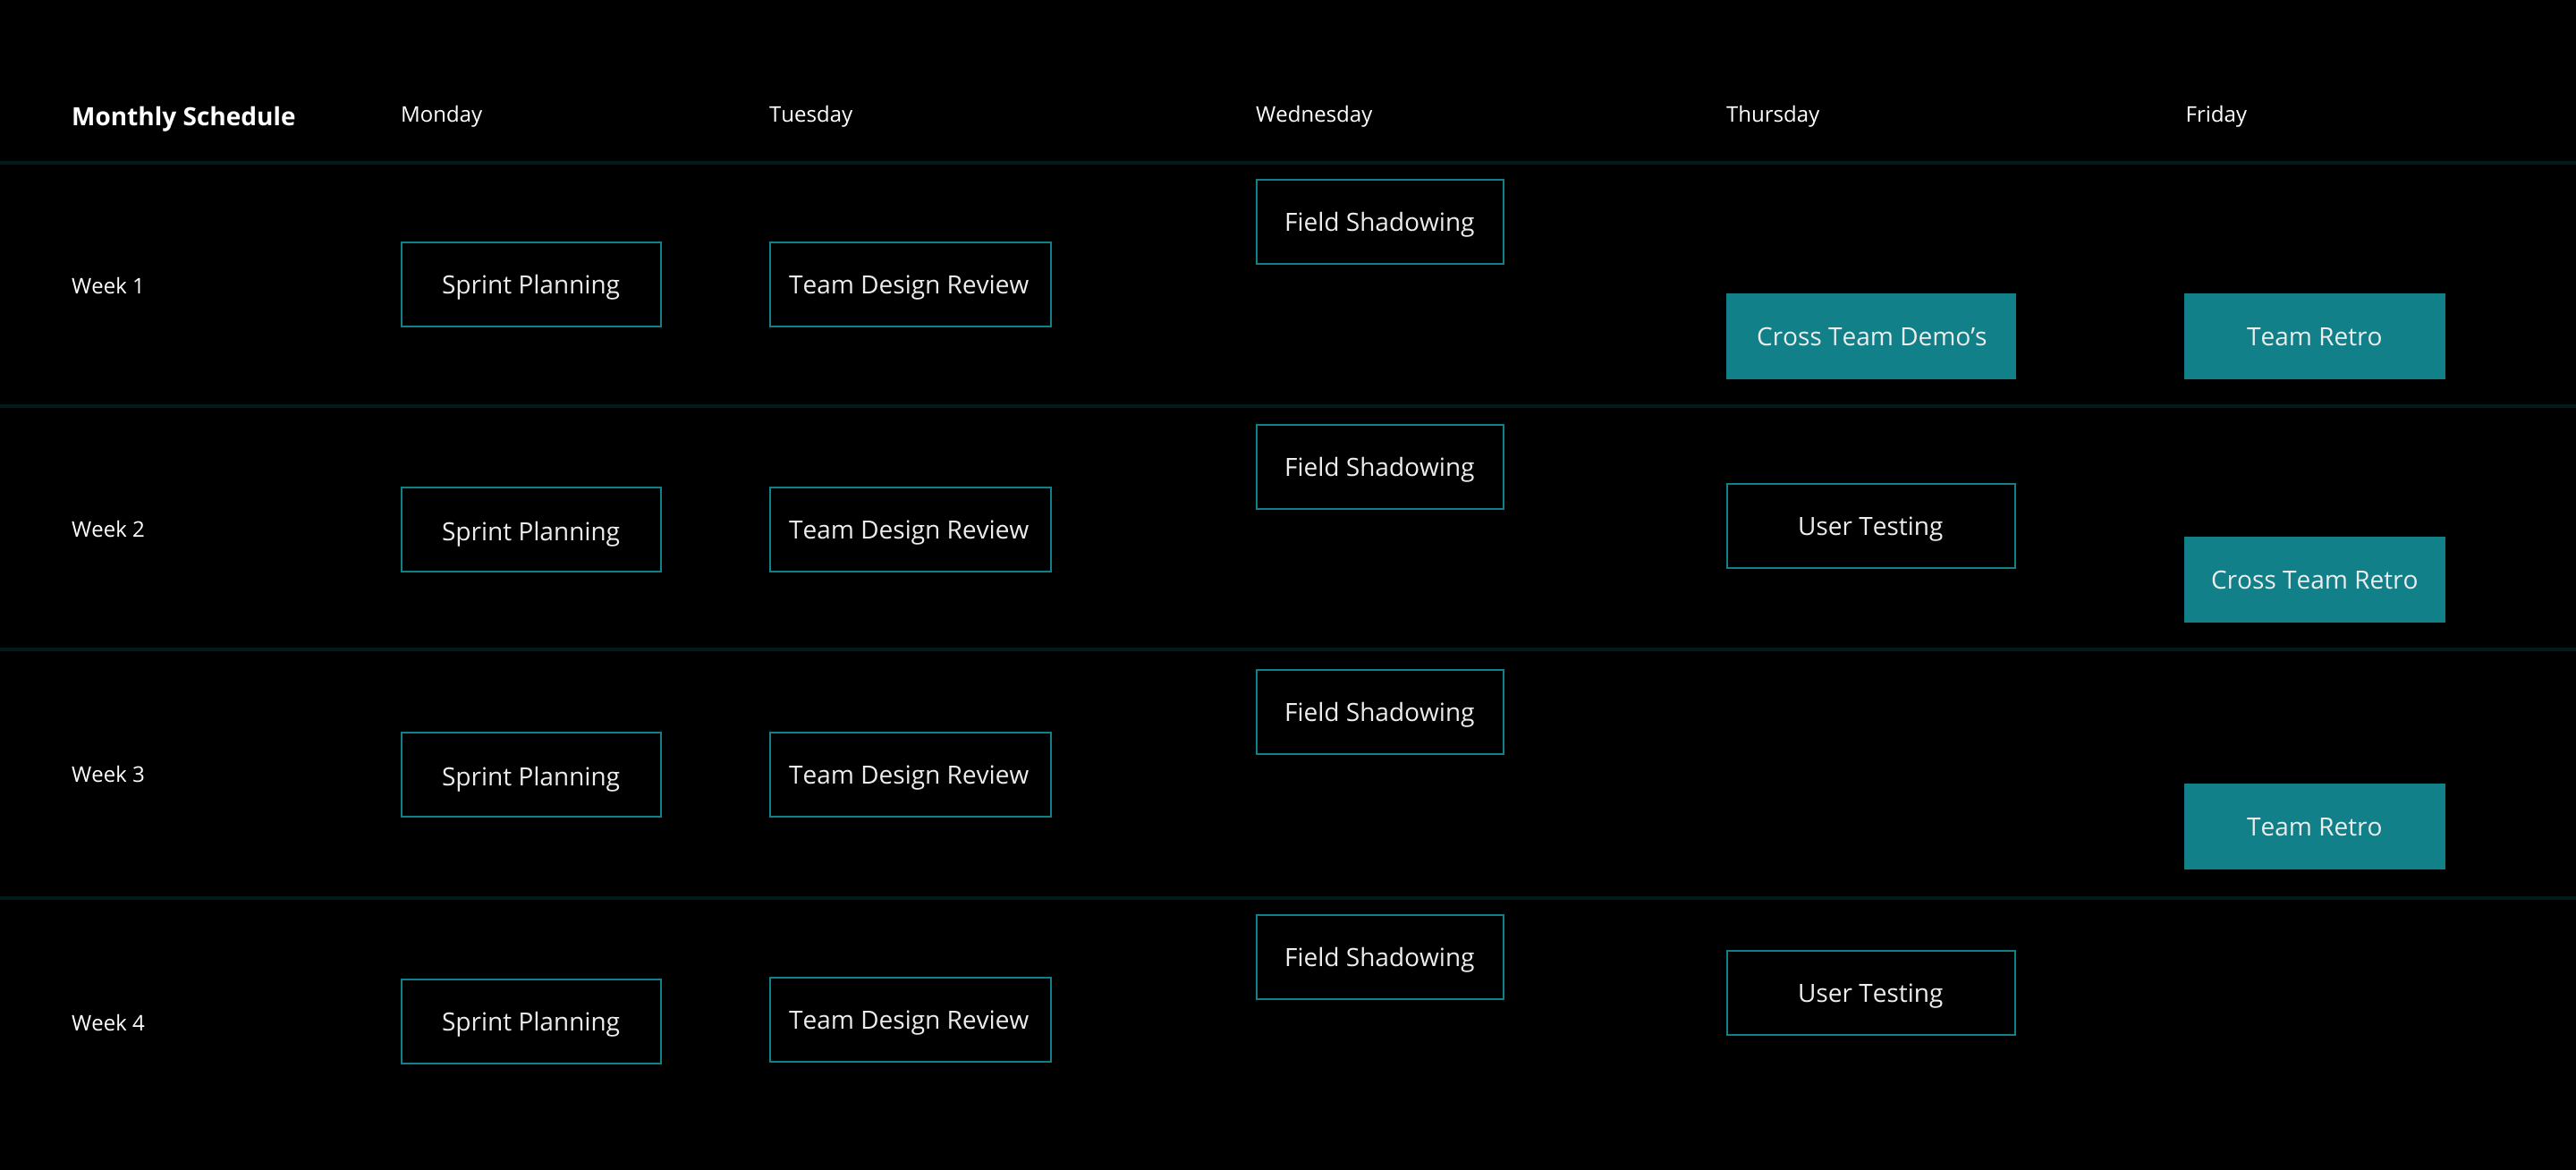 Monthly Schedule
Monday
Tuesday
Wednesday
Thursday
Friday
Week 1
Sprint Planning
Team Design Review
Field Shadowing
Cross Team Demo’s
Team Retro
Week 2
Sprint Planning
Team Design Review
Field Shadowing
User Testing
Cross Team Retro
Week 3
Sprint Planning
Team Design Review
Field Shadowing
Team Retro
Week 4
Sprint Planning
Team Design Review
Field Shadowing
User Testing